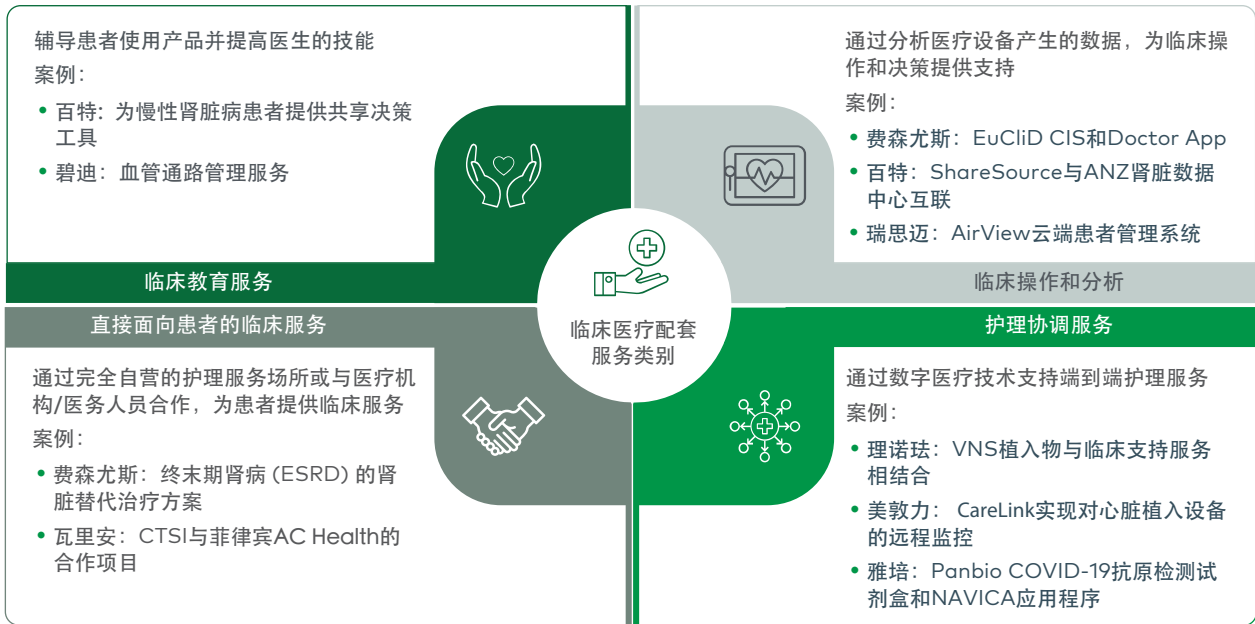 辅导患者使用产品并提高医生的技能
案例：
• 百特：为慢性肾脏病患者提供共享决策
工具
• 碧迪：血管通路管理服务
临床教育服务
通过分析医疗设备产生的数据，为临床操
作和决策提供支持
案例：
• 费森尤斯：EuCliD CIS和Doctor App
• 百特：ShareSource与ANZ肾脏数据
中心互联
• 瑞思迈：AirView云端患者管理系统
临床操作和分析
临床医疗配套
服务类别
直接面向患者的临床服务
通过完全自营的护理服务场所或与医疗机
构/医务人员合作，为患者提供临床服务
案例：
• 费森尤斯：终末期肾病 (ESRD) 的肾
脏替代治疗方案
• 瓦里安：CTSI与菲律宾AC Health的
合作项目
护理协调服务
通过数字医疗技术支持端到端护理服务
案例：
• 理诺珐：VNS植入物与临床支持服务
相结合
• 美敦力： CareLink实现对心脏植入设备
的远程监控
• 雅培：Panbio COVID-19抗原检测试
剂盒和NAVICA应用程序